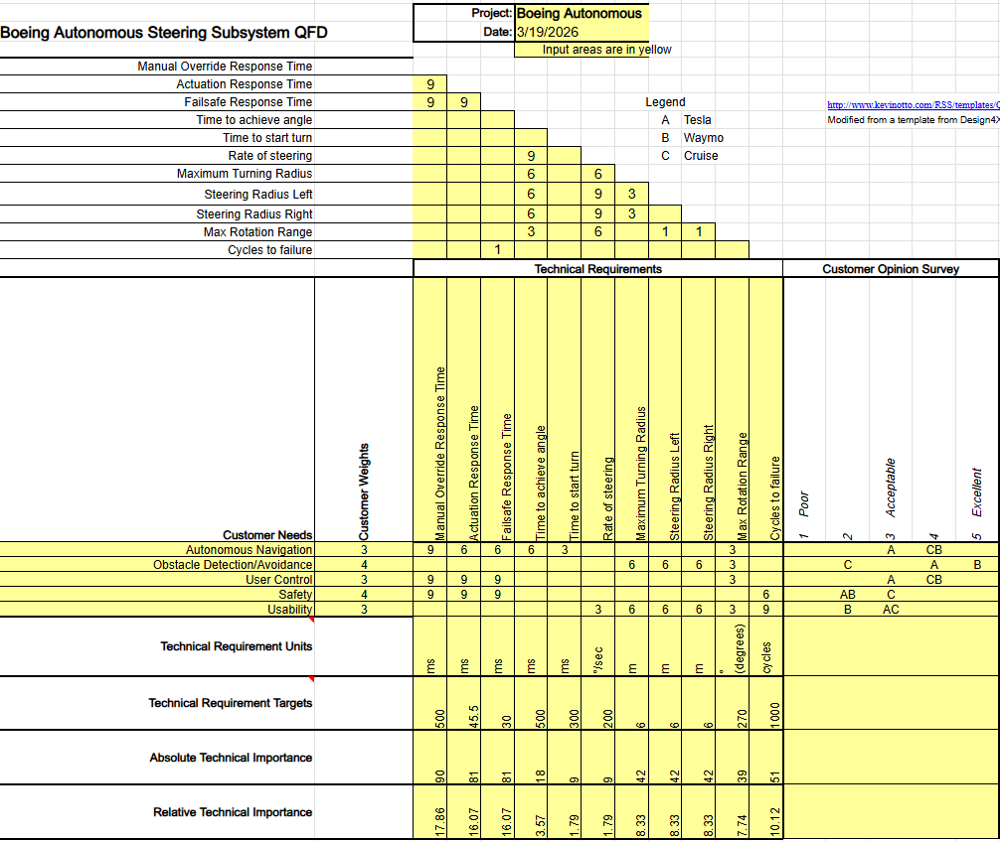 Project: Boeing Autonomous
Boeing Autonomous Steering Subsystem QFD
Date: 3/19/2026
Input areas are in yellow
Manual Override Response Time
Actuation Response Time 9
Failsafe Response Time 9 9
Legend
http://www.kevinotto.com/RSS/templates/
Time to achieve angle
A Tesla
Modified from a template from Design4X
Time to start turn
B Waymo
Rate of steering 9
C Cruise
Maximum Turning Radius 6 6
Steering Radius Left 6 9 3
Steering Radius Right 6 9 3
Max Rotation Range 3 6 1 1
Cycles to failure 1
Technical Requirements Customer Opinion Survey
Customer Needs
Customer Weights
Manual Override Response Time
Actuation Response Time
Failsafe Response Time
Time to achieve angle
Time to start turn
Rate of steering
Maximum Turning Radius
Steering Radius Left
Steering Radius Right
Max Rotation Range
Cycles to failure
1 Poor
2
3 Acceptable
4
5 Excellent
Autonomous Navigation 3 9 6 6 6 3 3 A CB
Obstacle Detection/Avoidance 4 6 6 6 3 C A B
User Control 3 9 9 9 3 A CB
Safety 4 9 9 9 6 AB C
Usability 3 3 6 6 6 3 9 B AC
Technical Requirement Units ms ms ms ms ms °/sec m m m ° (degrees) cycles
Technical Requirement Targets 500 45.5 30 500 300 200 6 6 6 270 1000
Absolute Technical Importance 90 81 81 18 9 9 42 42 42 39 51
Relative Technical Importance 17.86 16.07 16.07 3.57 1.79 1.79 8.33 8.33 8.33 7.74 10.12